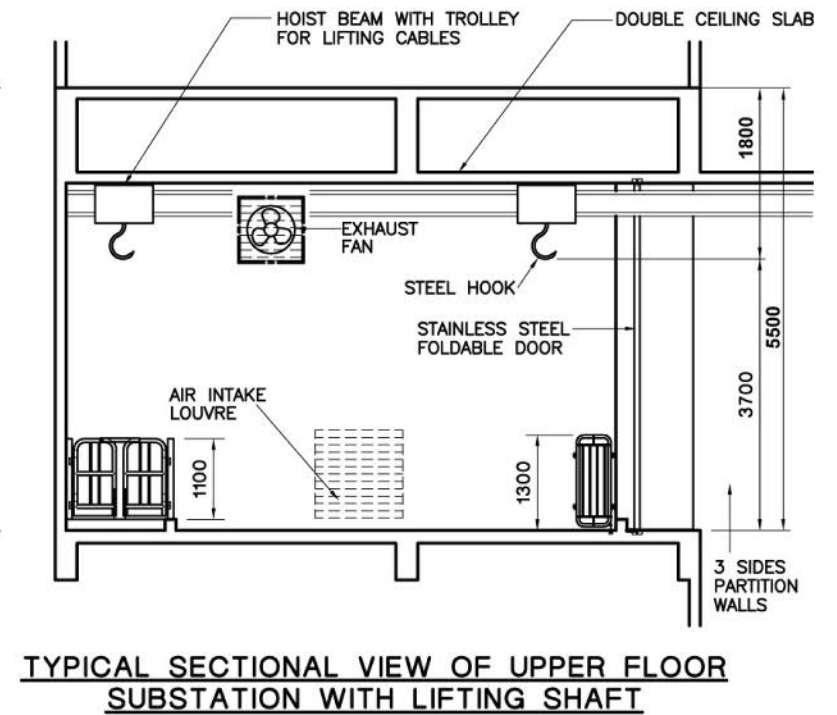 HOIST BEAM WITH TROLLEY
FOR LIFTING CABLES
DOUBLE CEILING SLAB
1800
EXHAUST
FAN
STEEL HOOK
STAINLESS STEEL
FOLDABLE DOOR
5500
3700
AIR INTAKE
LOUVRE
1100
1300
3 SIDES
PARTITION
WALLS
TYPICAL SECTIONAL VIEW OF UPPER FLOOR
SUBSTATION WITH LIFTING SHAFT